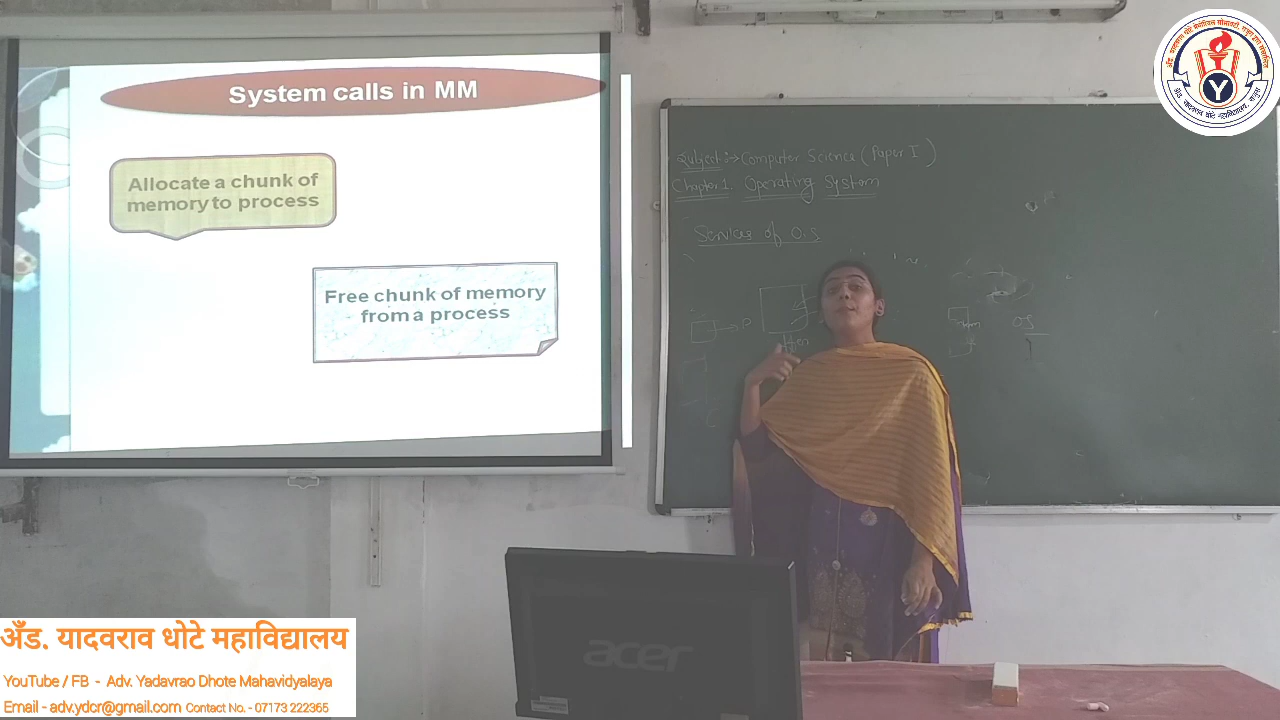 System calls in MM
Allocate a chunk of
memory to process
Free chunk of memory
from a process
Subject:→ Computer Science (Paper I)
Chapter 1. Operating System
Services of O.S
OS
acer
Y
अँड. यादवराव धोटे महाविद्यालय
YouTube / FB - Adv. Yadavrao Dhote Mahavidyalaya
Email - adv.ydcr@gmail.com Contact No. - 07173 222365